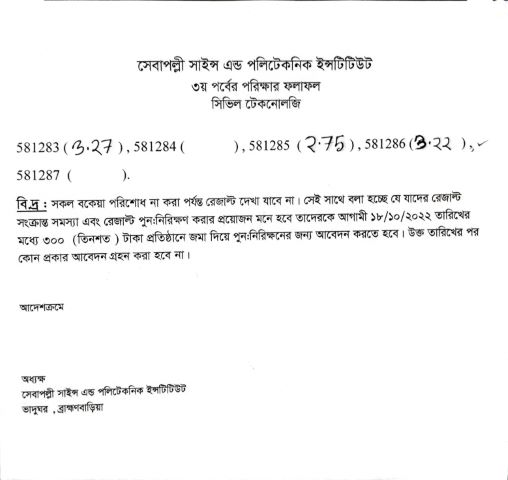 সেবাপল্লী সাইন্স এন্ড পলিটেকনিক ইন্সটিটিউট
৩য় পর্বের পরিক্ষার ফলাফল
সিভিল টেকনোলজি
581283 ( 3.27 ) , 581284 ( ) , 581285 ( 2.75 ) , 581286 ( 3.22 ) ,
581287 ( ).
বি.দ্র : সকল বকেয়া পরিশোধ না করা পর্যন্ত রেজাল্ট দেখা যাবে না। সেই সাথে বলা হচ্ছে যে যাদের রেজাল্ট
সংক্রান্ত সমস্যা এবং রেজাল্ট পুন:নিরিক্ষণ করার প্রয়োজন মনে হবে তাদেরকে আগামী ১৮/১০/২০২২ তারিখের
মধ্যে ৩০০ (তিনশত ) টাকা প্রতিষ্ঠানে জমা দিয়ে পুন:নিরিক্ষনের জন্য আবেদন করতে হবে। উক্ত তারিখের পর
কোন প্রকার আবেদন গ্রহন করা হবে না।
আদেশক্রমে
অধ্যক্ষ
সেবাপল্লী সাইন্স এন্ড পলিটেকনিক ইন্সটিটিউট
ভাদুঘর , ব্রাহ্মণবাড়িয়া